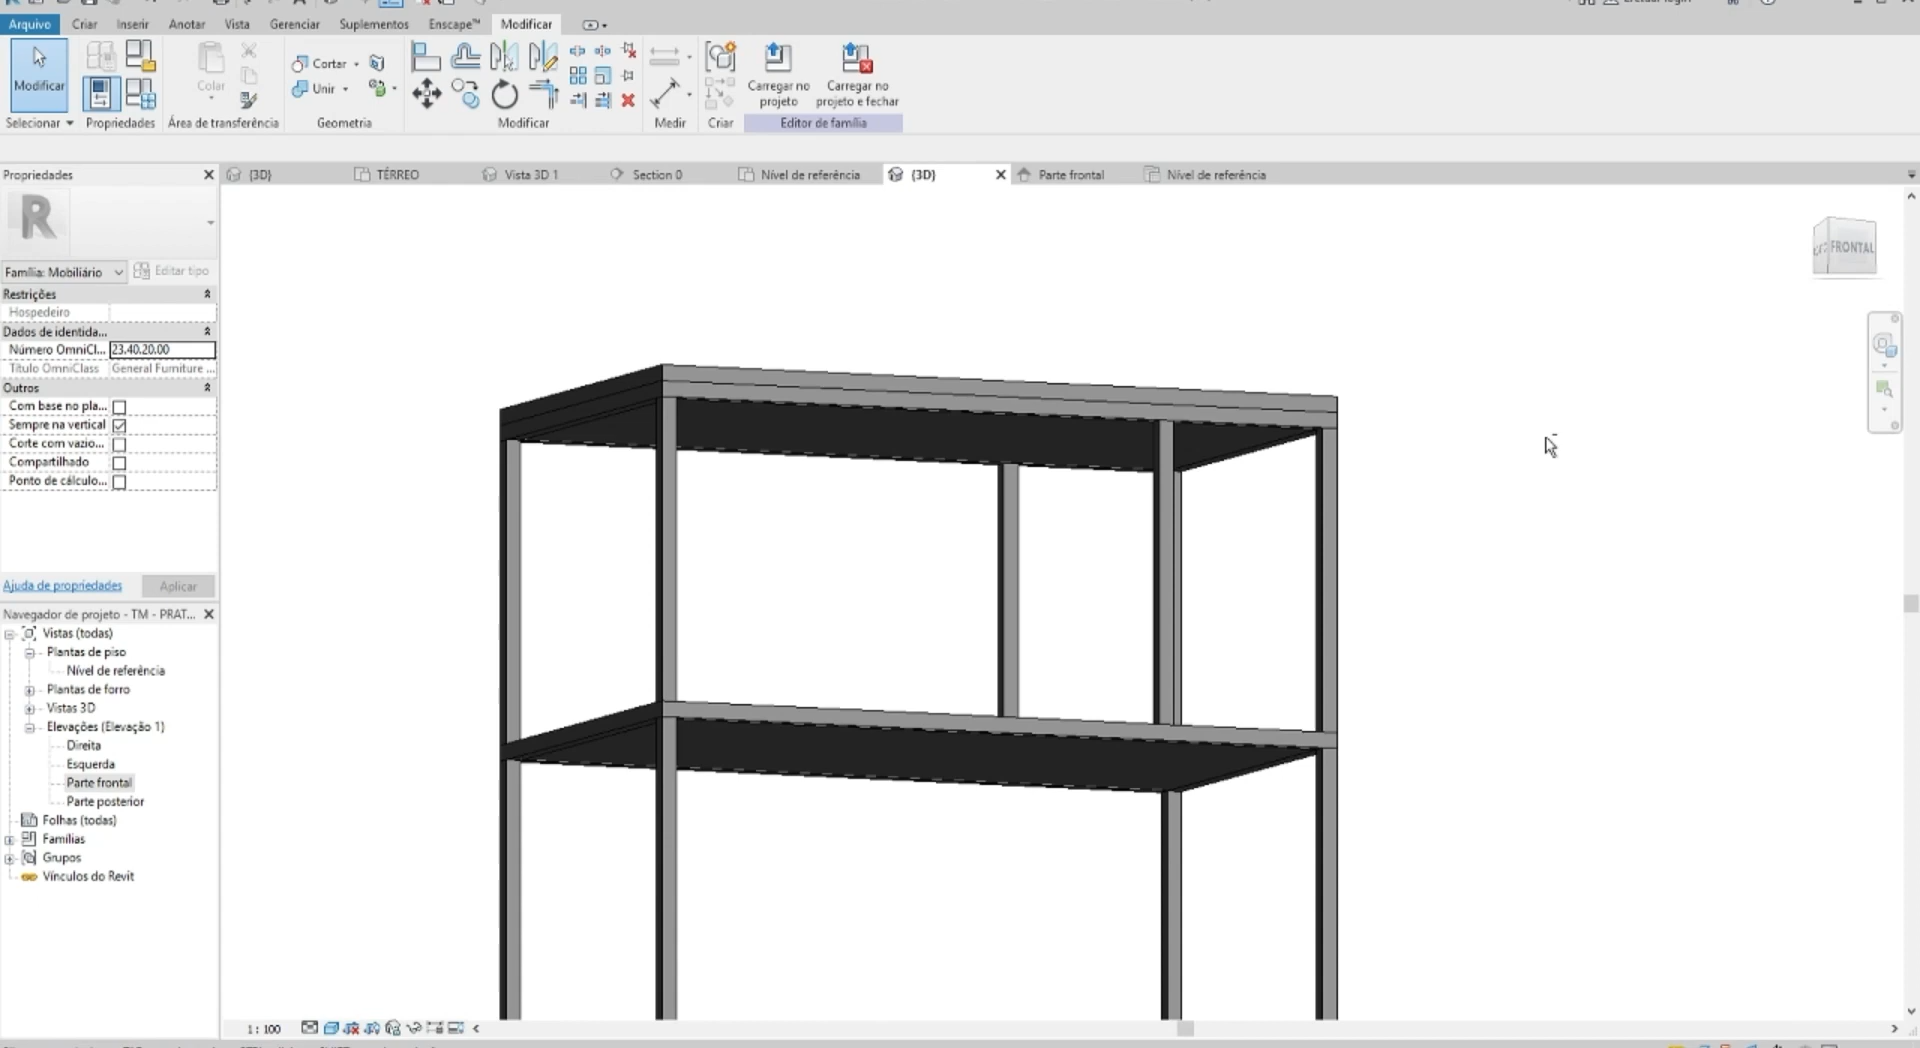 Arquivo Criar Inserir Anotar Vista Gerenciar Suplementos Enscape™ Modificar
Modificar
Colar
Cortar
Unir
Carregar no projeto
Carregar no projeto e fechar
Selecionar Propriedades Área de transferência Geometria Modificar Medir Criar Editor de família
Propriedades
{3D} TÉRREO Vista 3D 1 Section 0 Nível de referência {3D} Parte frontal Nível de referência
R
FRONTAL
Família: Mobiliário Editar tipo
Restrições
Hospedeiro
Dados de identida...
Número OmniCl... 23.40.20.00
Título OmniClass General Furniture ...
Outros
Com base no pla...
Sempre na vertical
Corte com vazio...
Compartilhado
Ponto de cálculo...
Ajuda de propriedades Aplicar
Navegador de projeto - TM - PRAT...
Vistas (todas)
Plantas de piso
Nível de referência
Plantas de forro
Vistas 3D
Elevações (Elevação 1)
Direita
Esquerda
Parte frontal
Parte posterior
Folhas (todas)
Famílias
Grupos
Vínculos do Revit
1 : 100